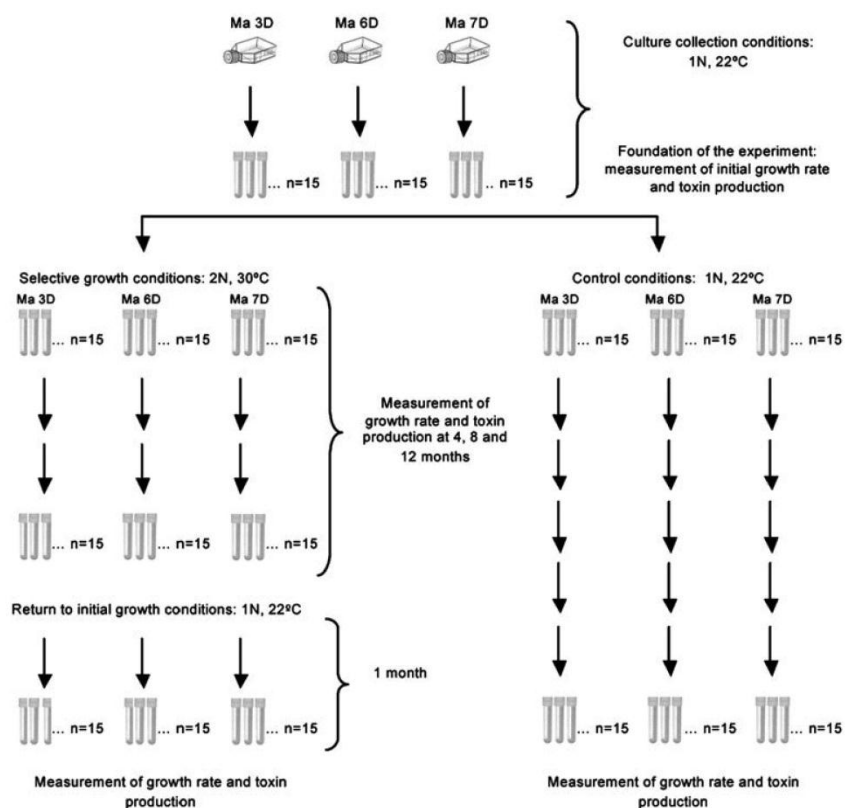 Ma 3D Ma 6D Ma 7D
Culture collection conditions:
1N, 22ºC
... n=15 ... n=15 .. n=15
Foundation of the experiment:
measurement of initial growth rate
and toxin production
Selective growth conditions: 2N, 30ºC
Ma 3D Ma 6D Ma 7D
... n=15 ... n=15 ... n=15
Measurement of
growth rate and toxin
production at 4, 8 and
12 months
... n=15 ... n=15 ... n=15
Return to initial growth conditions: 1N, 22ºC
1 month
... n=15 ... n=15 ... n=15
Measurement of growth rate and toxin
production
Control conditions: 1N, 22ºC
Ma 3D Ma 6D Ma 7D
... n=15 ... n=15 ... n=15
... n=15 ... n=15 ... n=15
Measurement of growth rate and toxin
production